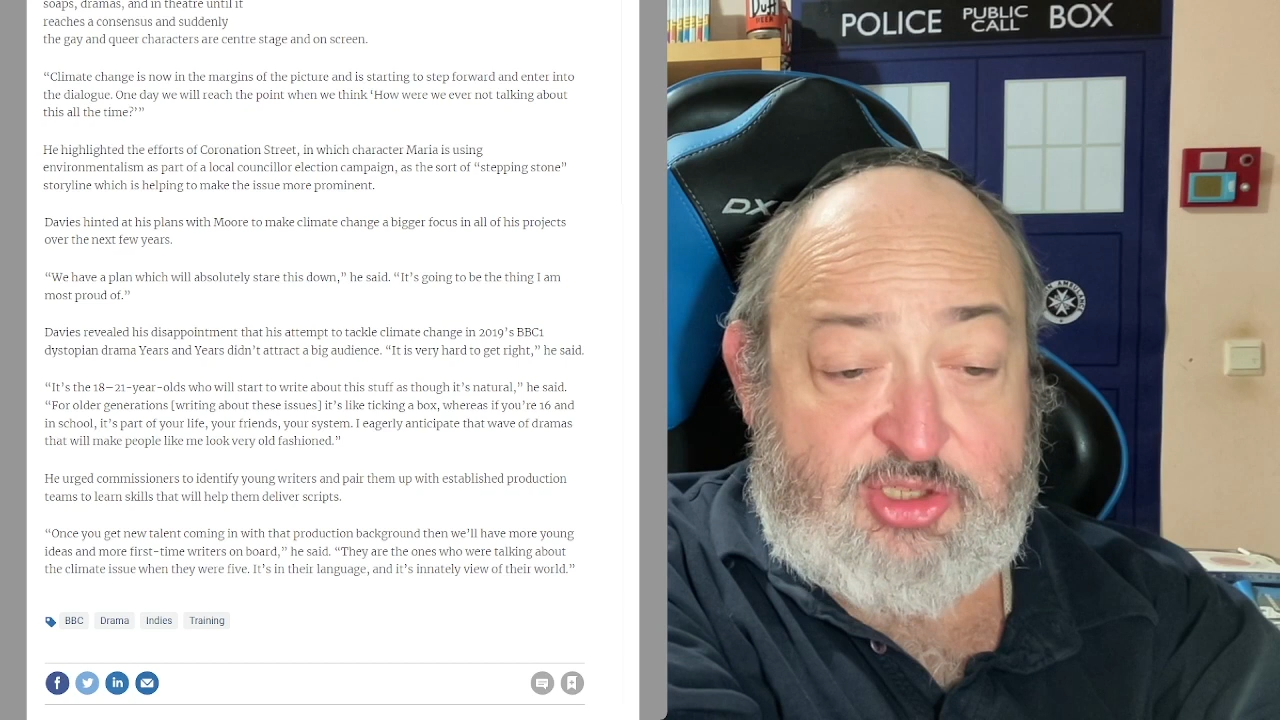 soaps, dramas, and in theatre until it
reaches a consensus and suddenly
the gay and queer characters are centre stage and on screen.
“Climate change is now in the margins of the picture and is starting to step forward and enter into
the dialogue. One day we will reach the point when we think ‘How were we ever not talking about
this all the time?’”
He highlighted the efforts of Coronation Street, in which character Maria is using
environmentalism as part of a local councillor election campaign, as the sort of “stepping stone”
storyline which is helping to make the issue more prominent.
Davies hinted at his plans with Moore to make climate change a bigger focus in all of his projects
over the next few years.
“We have a plan which will absolutely stare this down,” he said. “It’s going to be the thing I am
most proud of.”
Davies revealed his disappointment that his attempt to tackle climate change in 2019’s BBC1
dystopian drama Years and Years didn’t attract a big audience. “It is very hard to get right,” he said.
“It’s the 18–21-year-olds who will start to write about this stuff as though it’s natural,” he said.
“For older generations [writing about these issues] it’s like ticking a box, whereas if you’re 16 and
in school, it’s part of your life, your friends, your system. I eagerly anticipate that wave of dramas
that will make people like me look very old fashioned.”
He urged commissioners to identify young writers and pair them up with established production
teams to learn skills that will help them deliver scripts.
“Once you get new talent coming in with that production background then we’ll have more young
ideas and more first-time writers on board,” he said. “They are the ones who were talking about
the climate issue when they were five. It’s in their language, and it’s innately view of their world.”
BBC Drama Indies Training
Duff
BEER
POLICE PUBLIC CALL BOX
DX
AMBULANCE